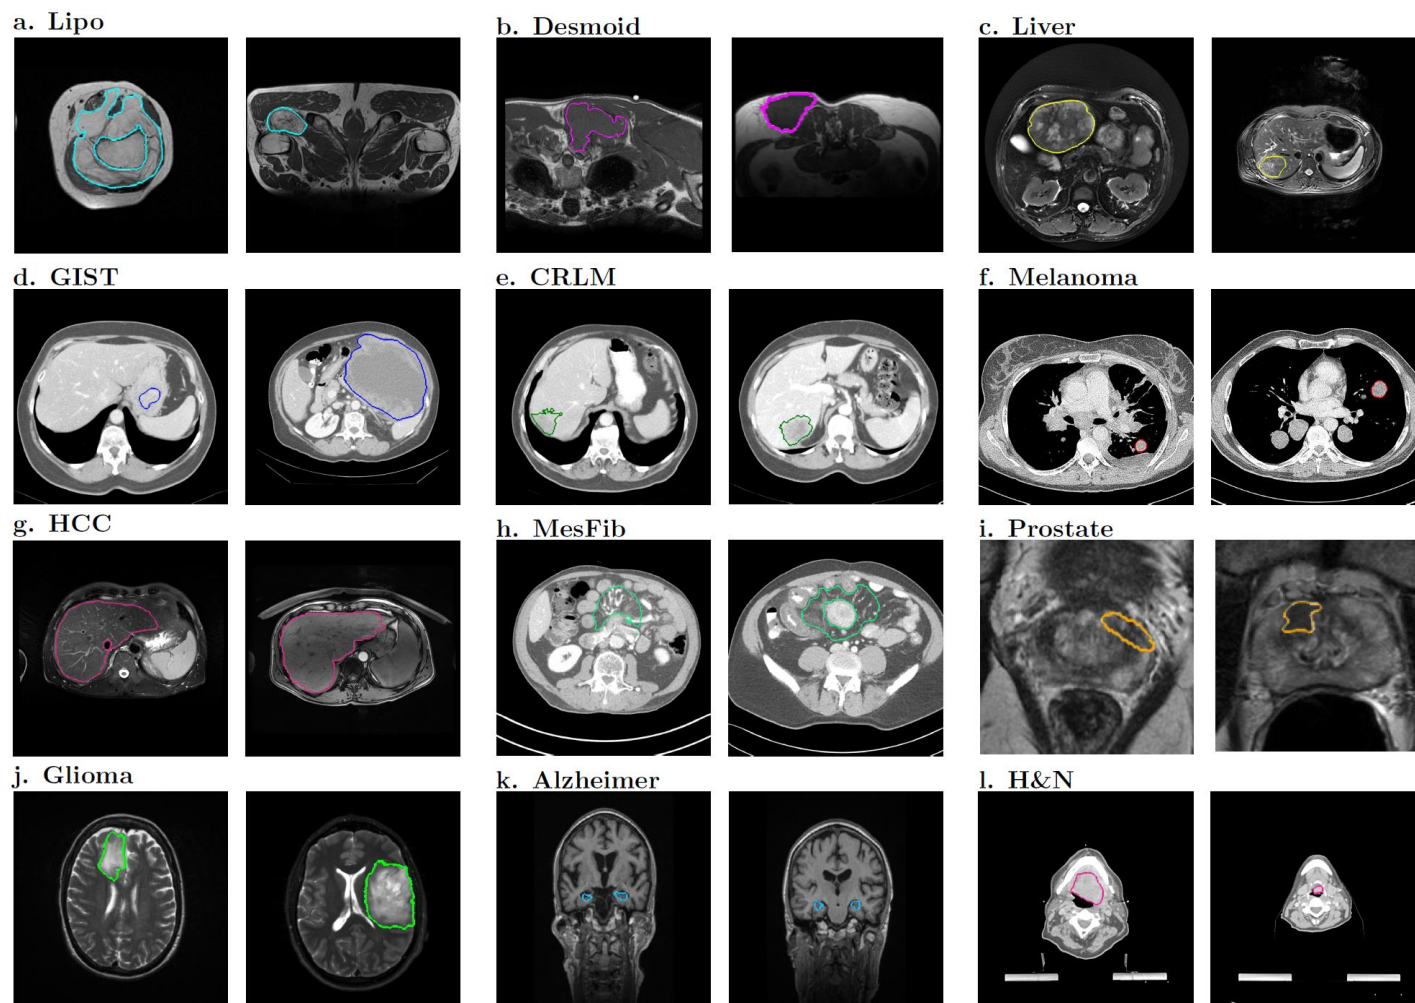 a. Lipo
b. Desmoid
c. Liver
d. GIST
e. CRLM
f. Melanoma
g. HCC
h. MesFib
i. Prostate
j. Glioma
k. Alzheimer
l. H&N